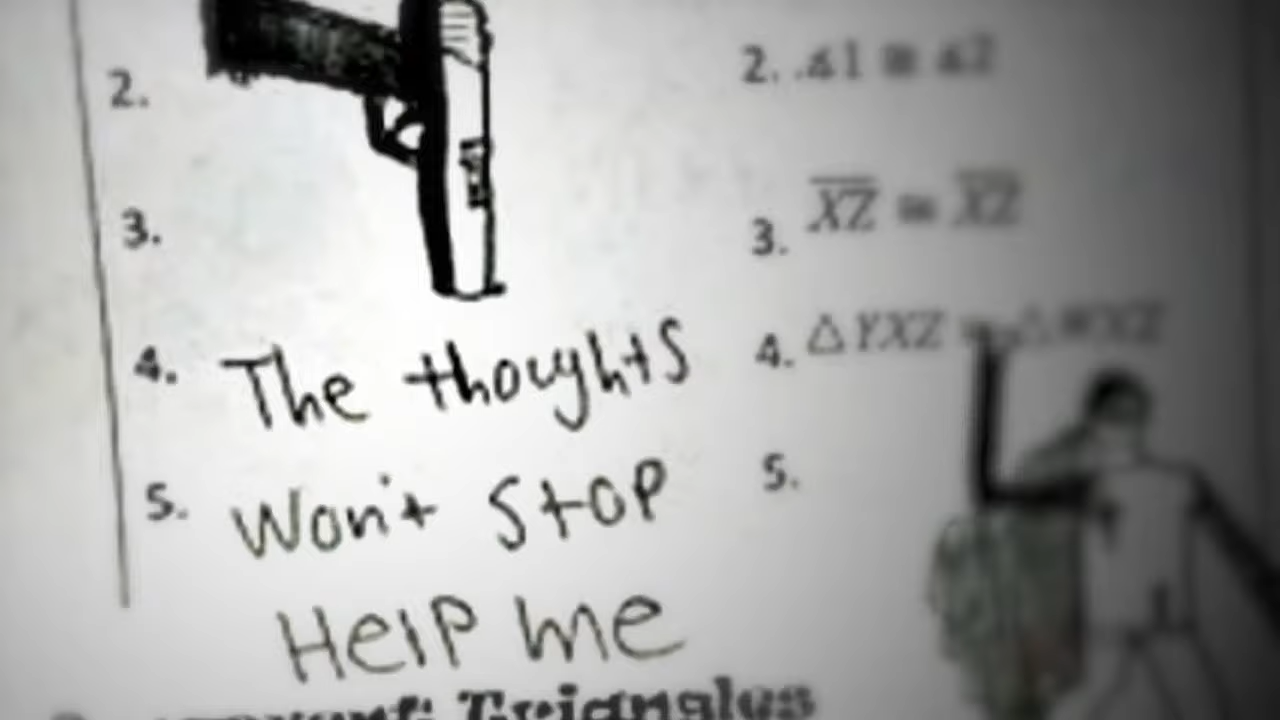 2.
2. ∠1 ≅ ∠2
3.
3. XZ ≅ XZ
4. The thoughts
4. △YXZ ≅ △WXZ
5. Won't Stop
5.
Help me
Triangles